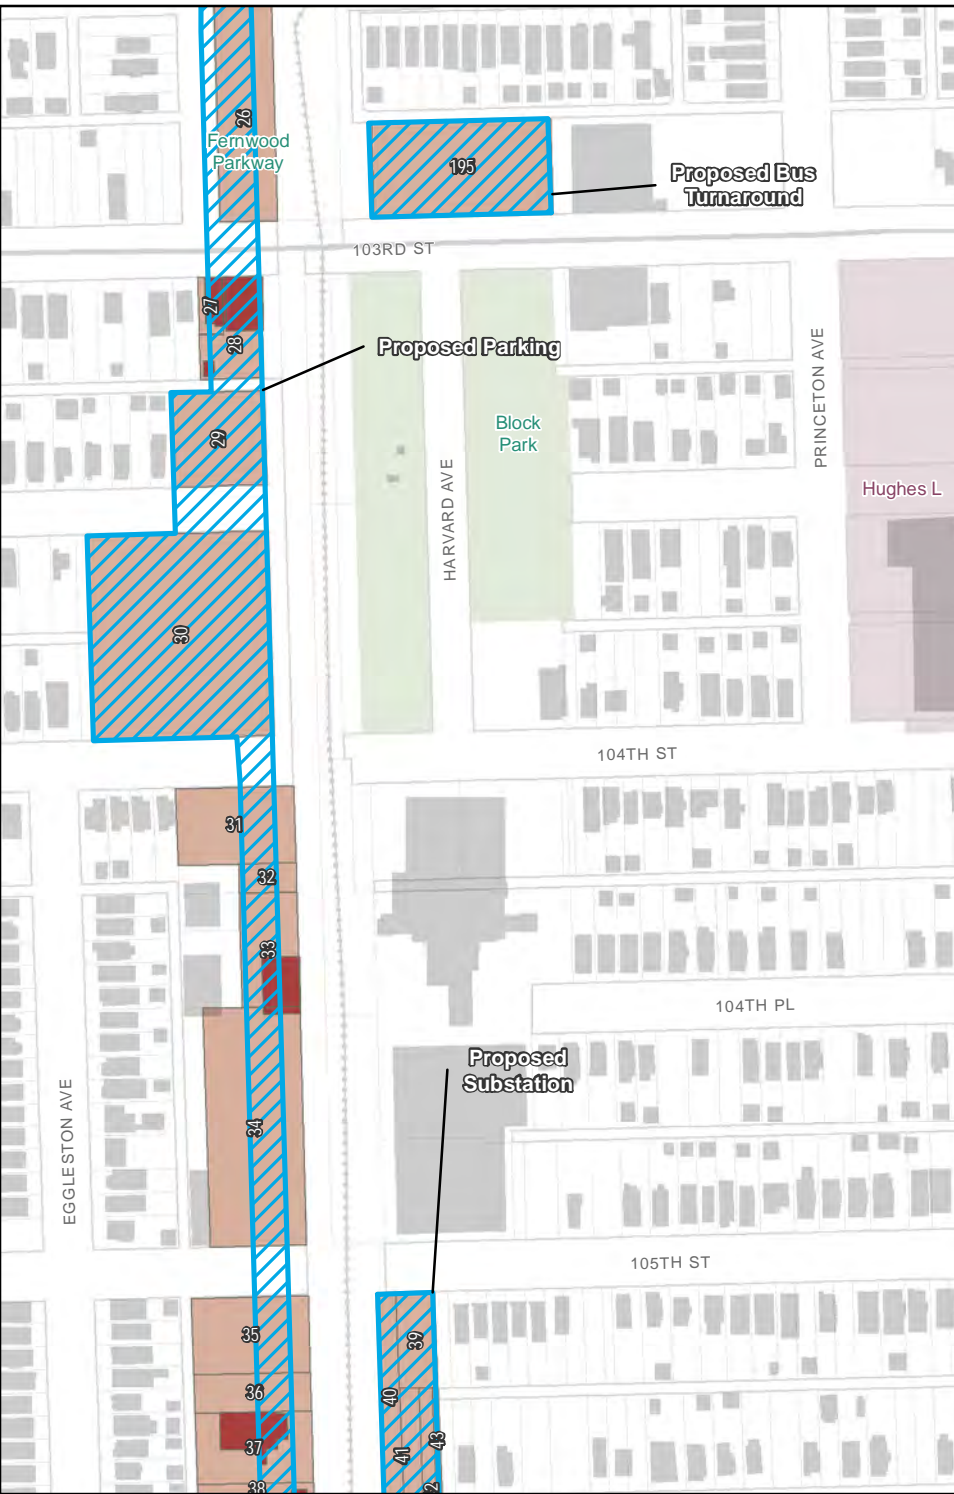 26
Fernwood
Parkway
195
Proposed Bus
Turnaround
103RD ST
27
28
Proposed Parking
PRINCETON AVE
29
Block
Park
HARVARD AVE
Hughes L
30
104TH ST
31
32
33
104TH PL
Proposed
Substation
EGGLESTON AVE
34
105TH ST
35
39
36
40
37
43
41
38
2